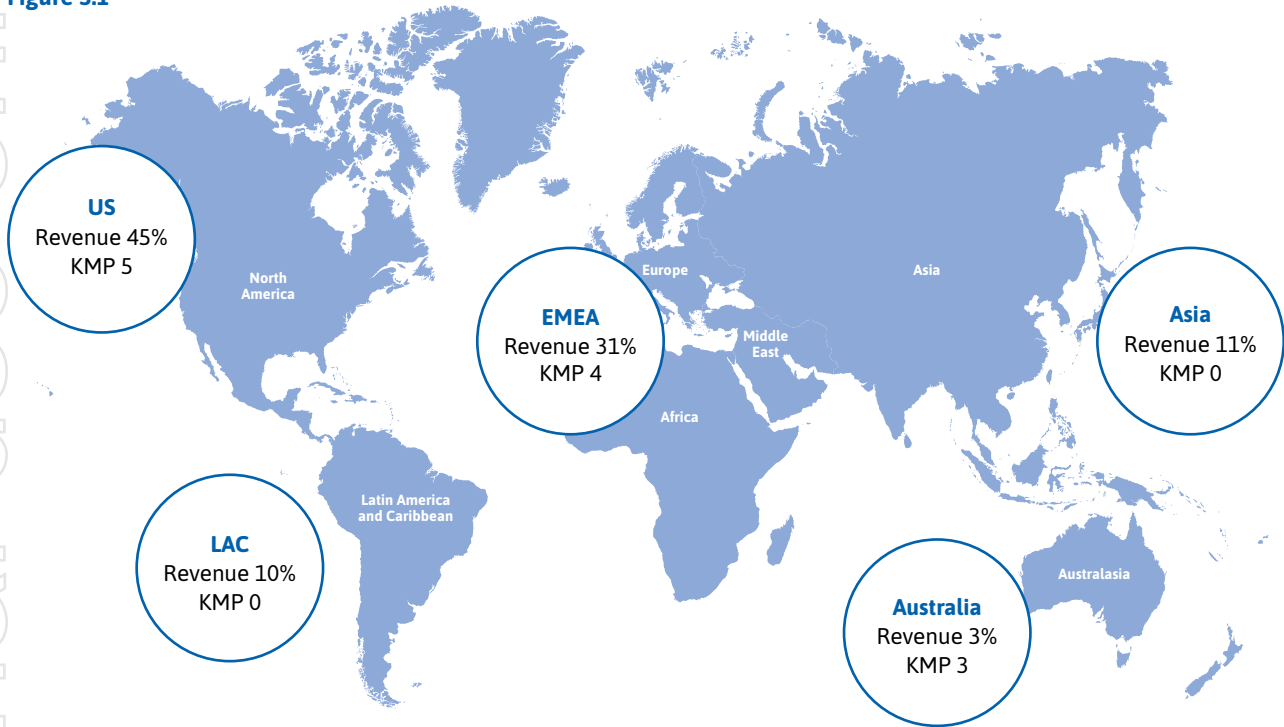 US
Revenue 45%
KMP 5
North
America
EMEA
Revenue 31%
KMP 4
Europe
Middle
East
Africa
Asia
Asia
Revenue 11%
KMP 0
LAC
Revenue 10%
KMP 0
Latin America
and Caribbean
Australia
Revenue 3%
KMP 3
Australasia